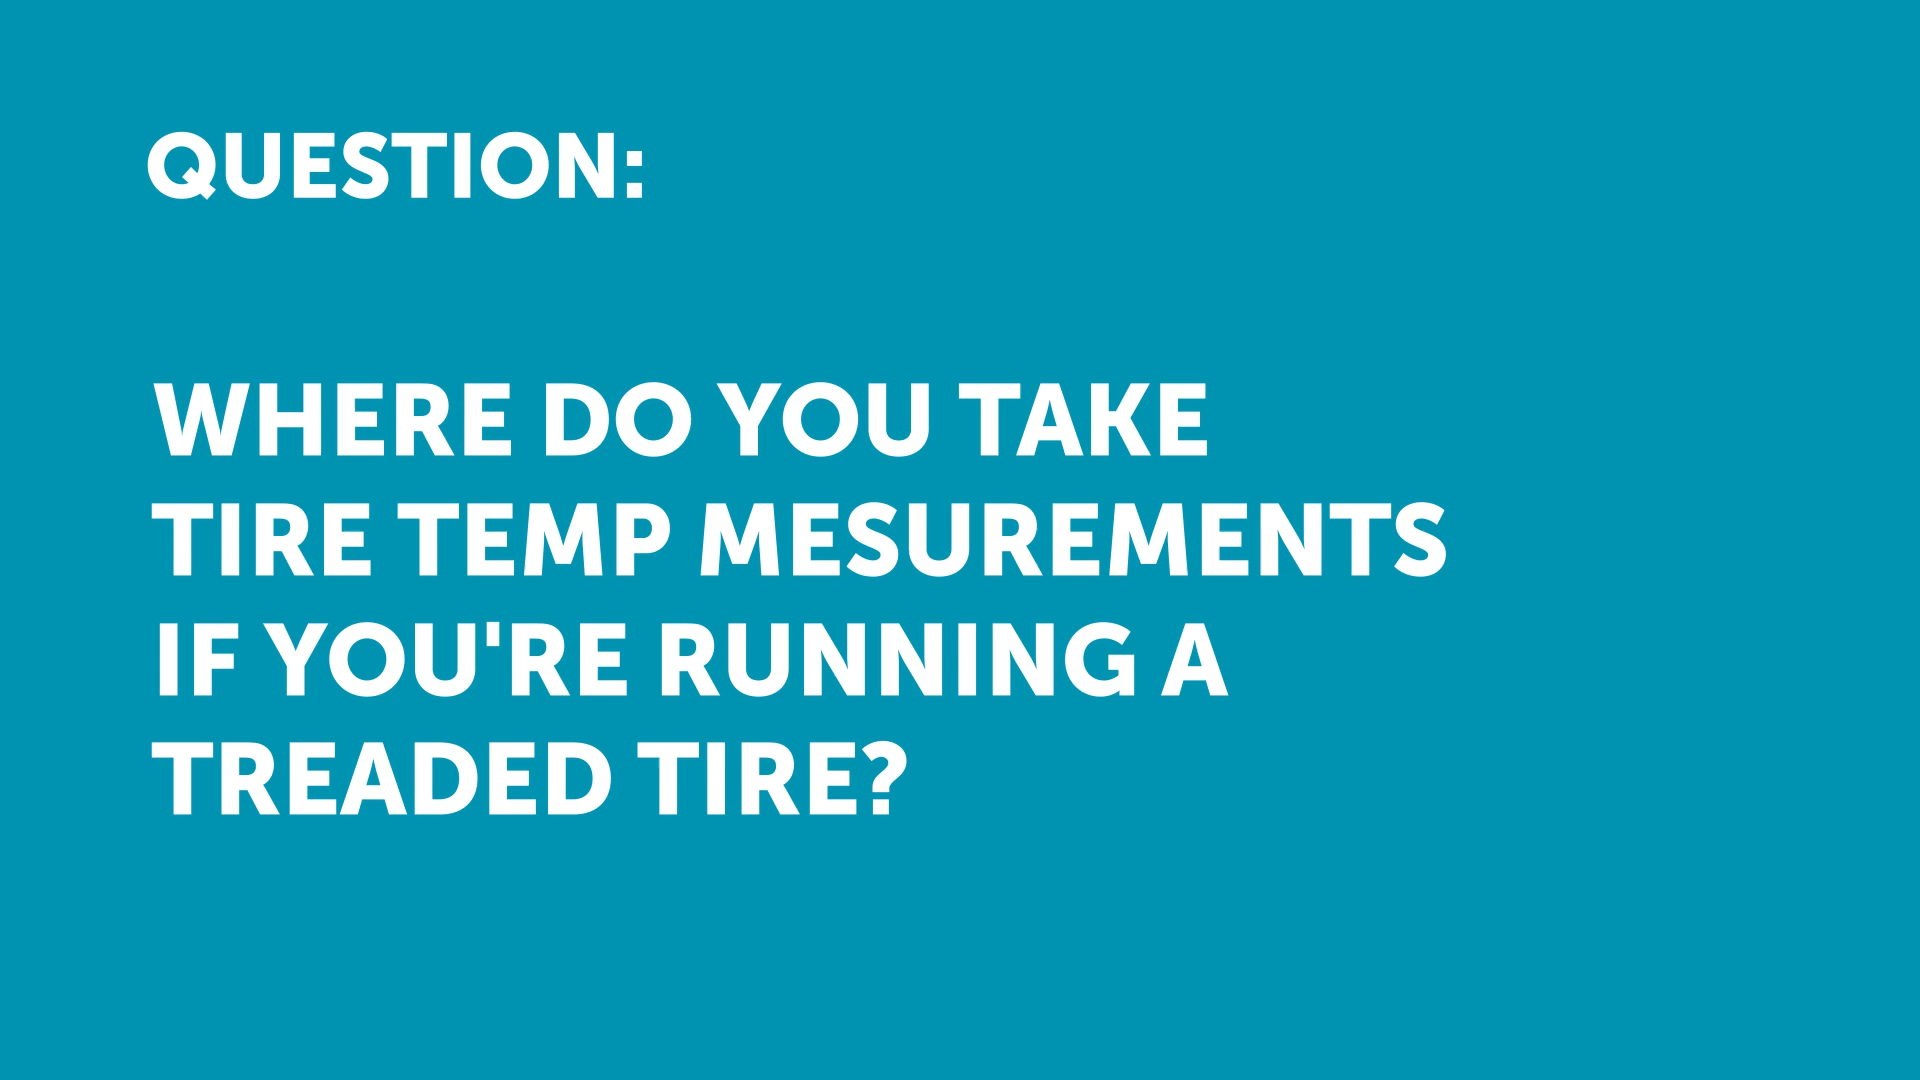 QUESTION:
WHERE DO YOU TAKE
TIRE TEMP MESUREMENTS
IF YOU'RE RUNNING A
TREADED TIRE?